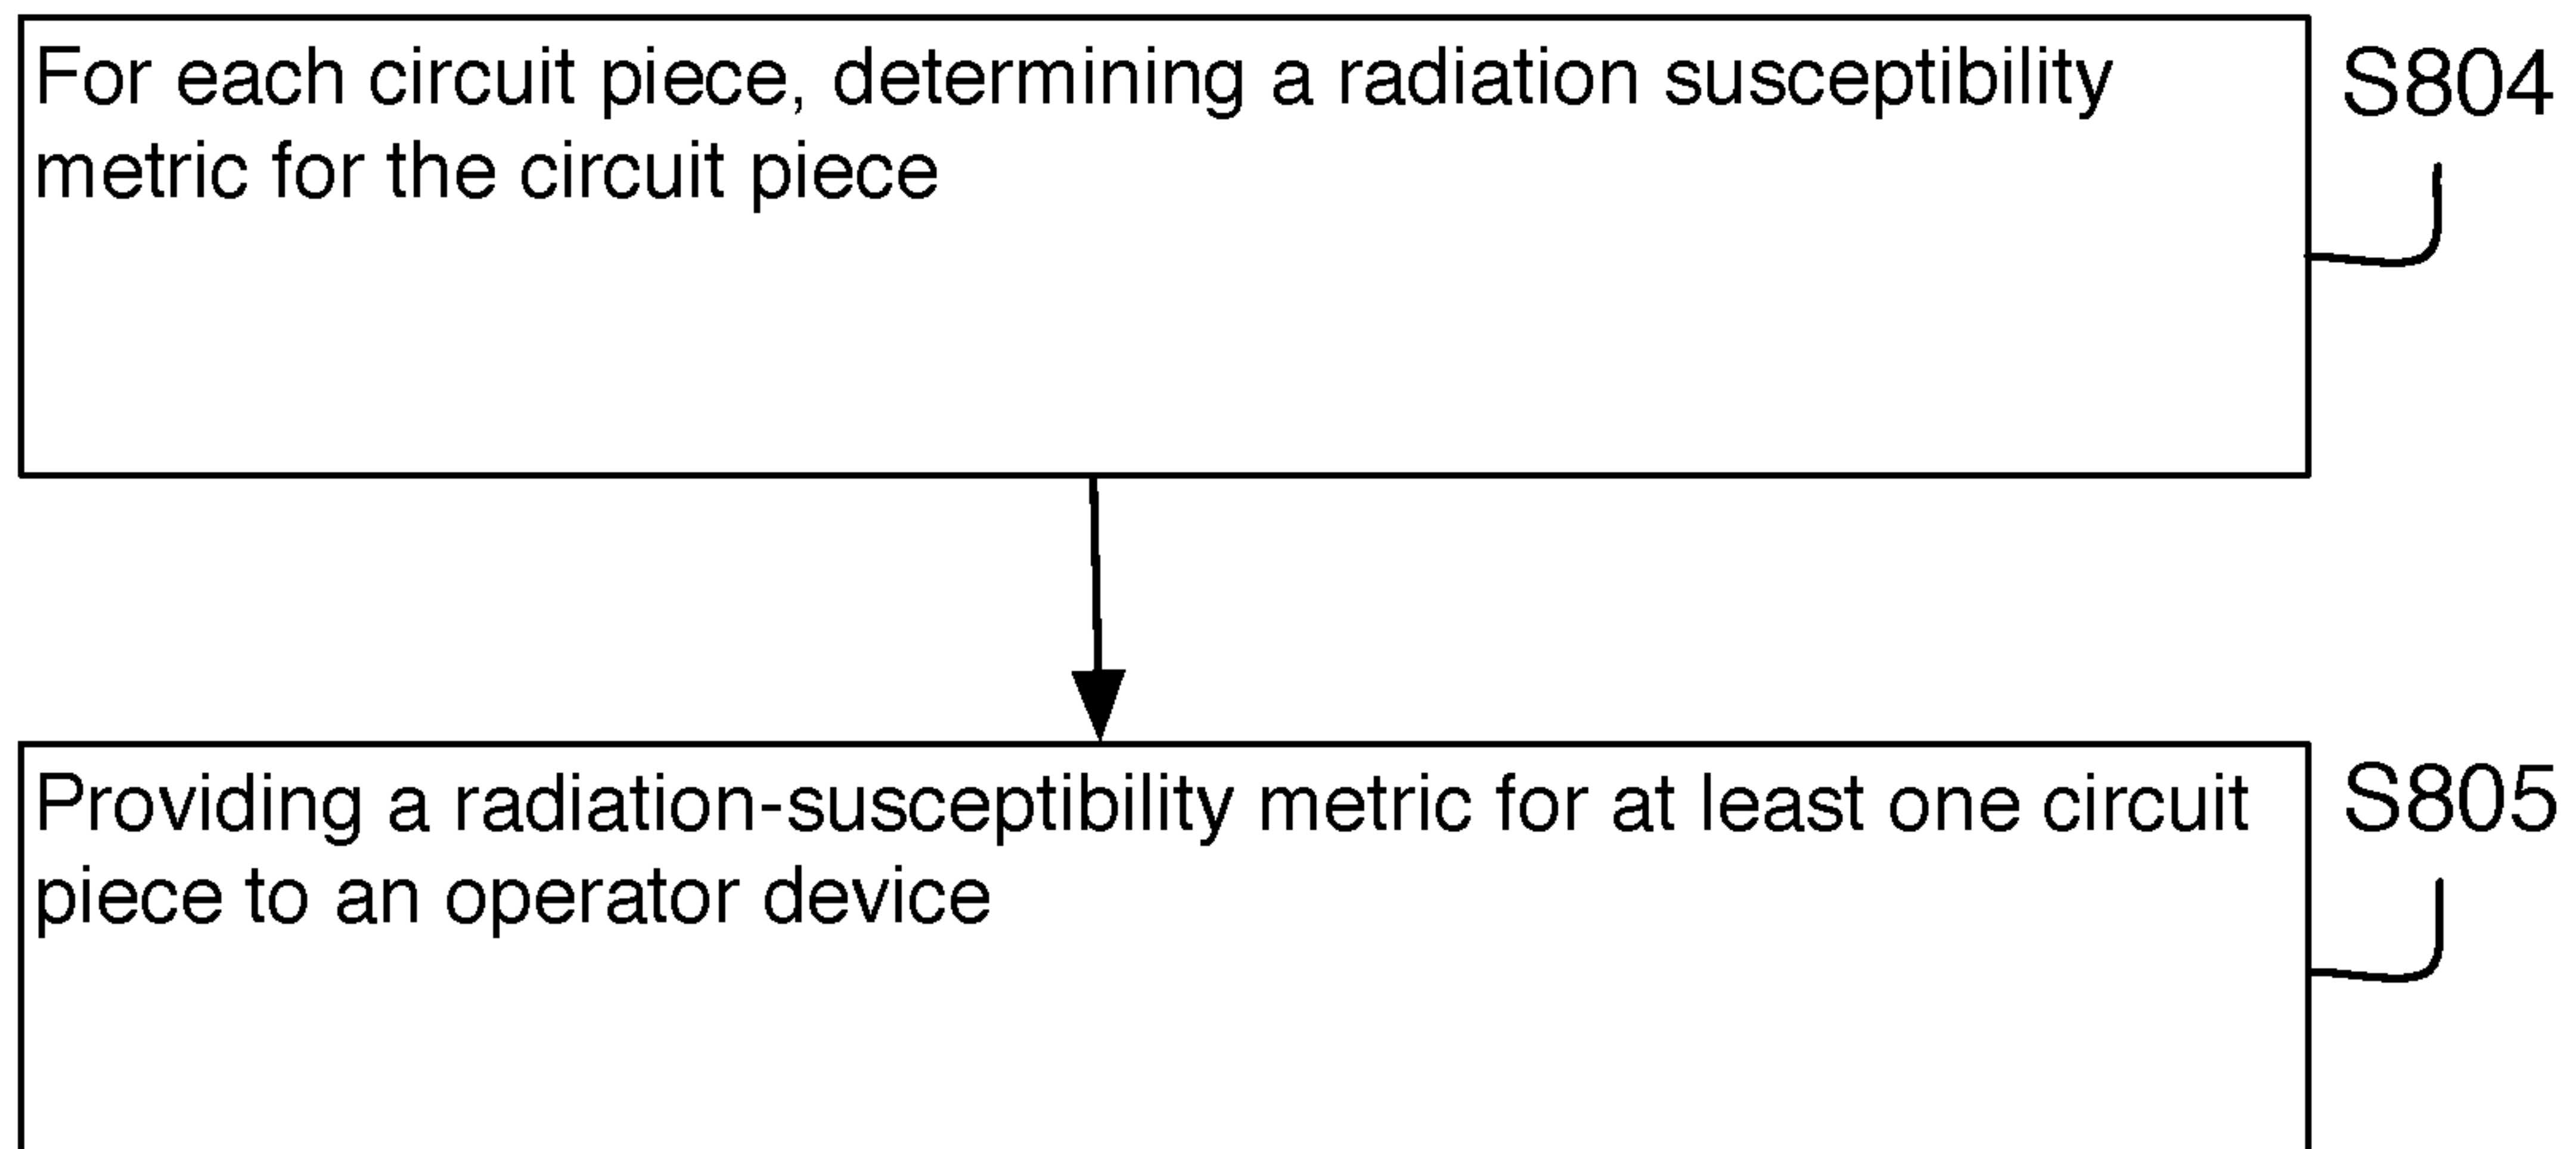 For each circuit piece, determining a radiation susceptibility
metric for the circuit piece
S804
Providing a radiation-susceptibility metric for at least one circuit
piece to an operator device
S805